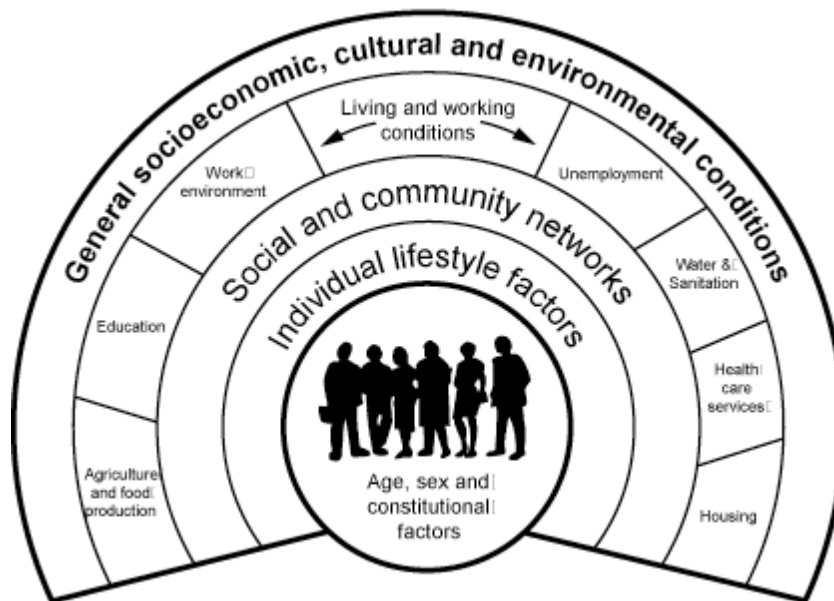 General socioeconomic, cultural and environmental conditions
Living and working
conditions
Work
environment
Unemployment
Social and community networks
Water &
Sanitation
Individual lifestyle factors
Education
Health
care
services
Agriculture
and food
production
Age, sex and
constitutional
factors
Housing